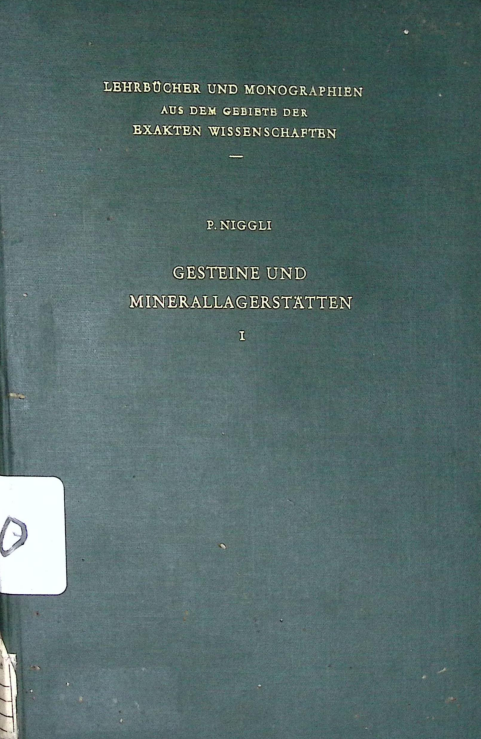 LEHRBÜCHER UND MONOGRAPHIEN
AUS DEM GEBIETE DER
EXAKTEN WISSENSCHAFTEN
—
P. NIGGLI
GESTEINE UND
MINERALLAGERSTÄTTEN
I